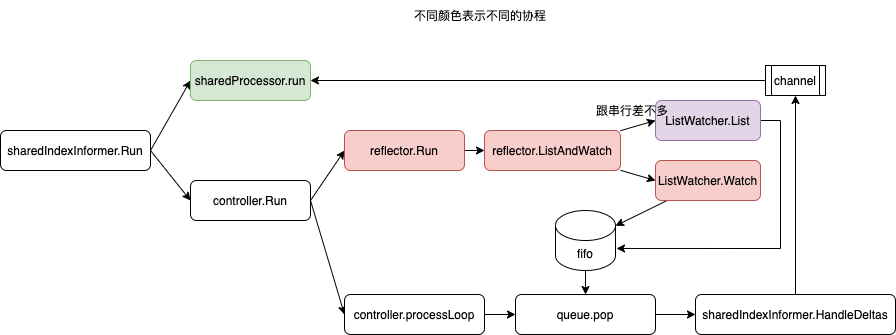 不同颜色表示不同的协程
sharedProcessor.run
channel
跟串行差不多
ListWatcher.List
sharedIndexInformer.Run
reflector.Run
reflector.ListAndWatch
ListWatcher.Watch
controller.Run
fifo
controller.processLoop
queue.pop
sharedIndexInformer.HandleDeltas